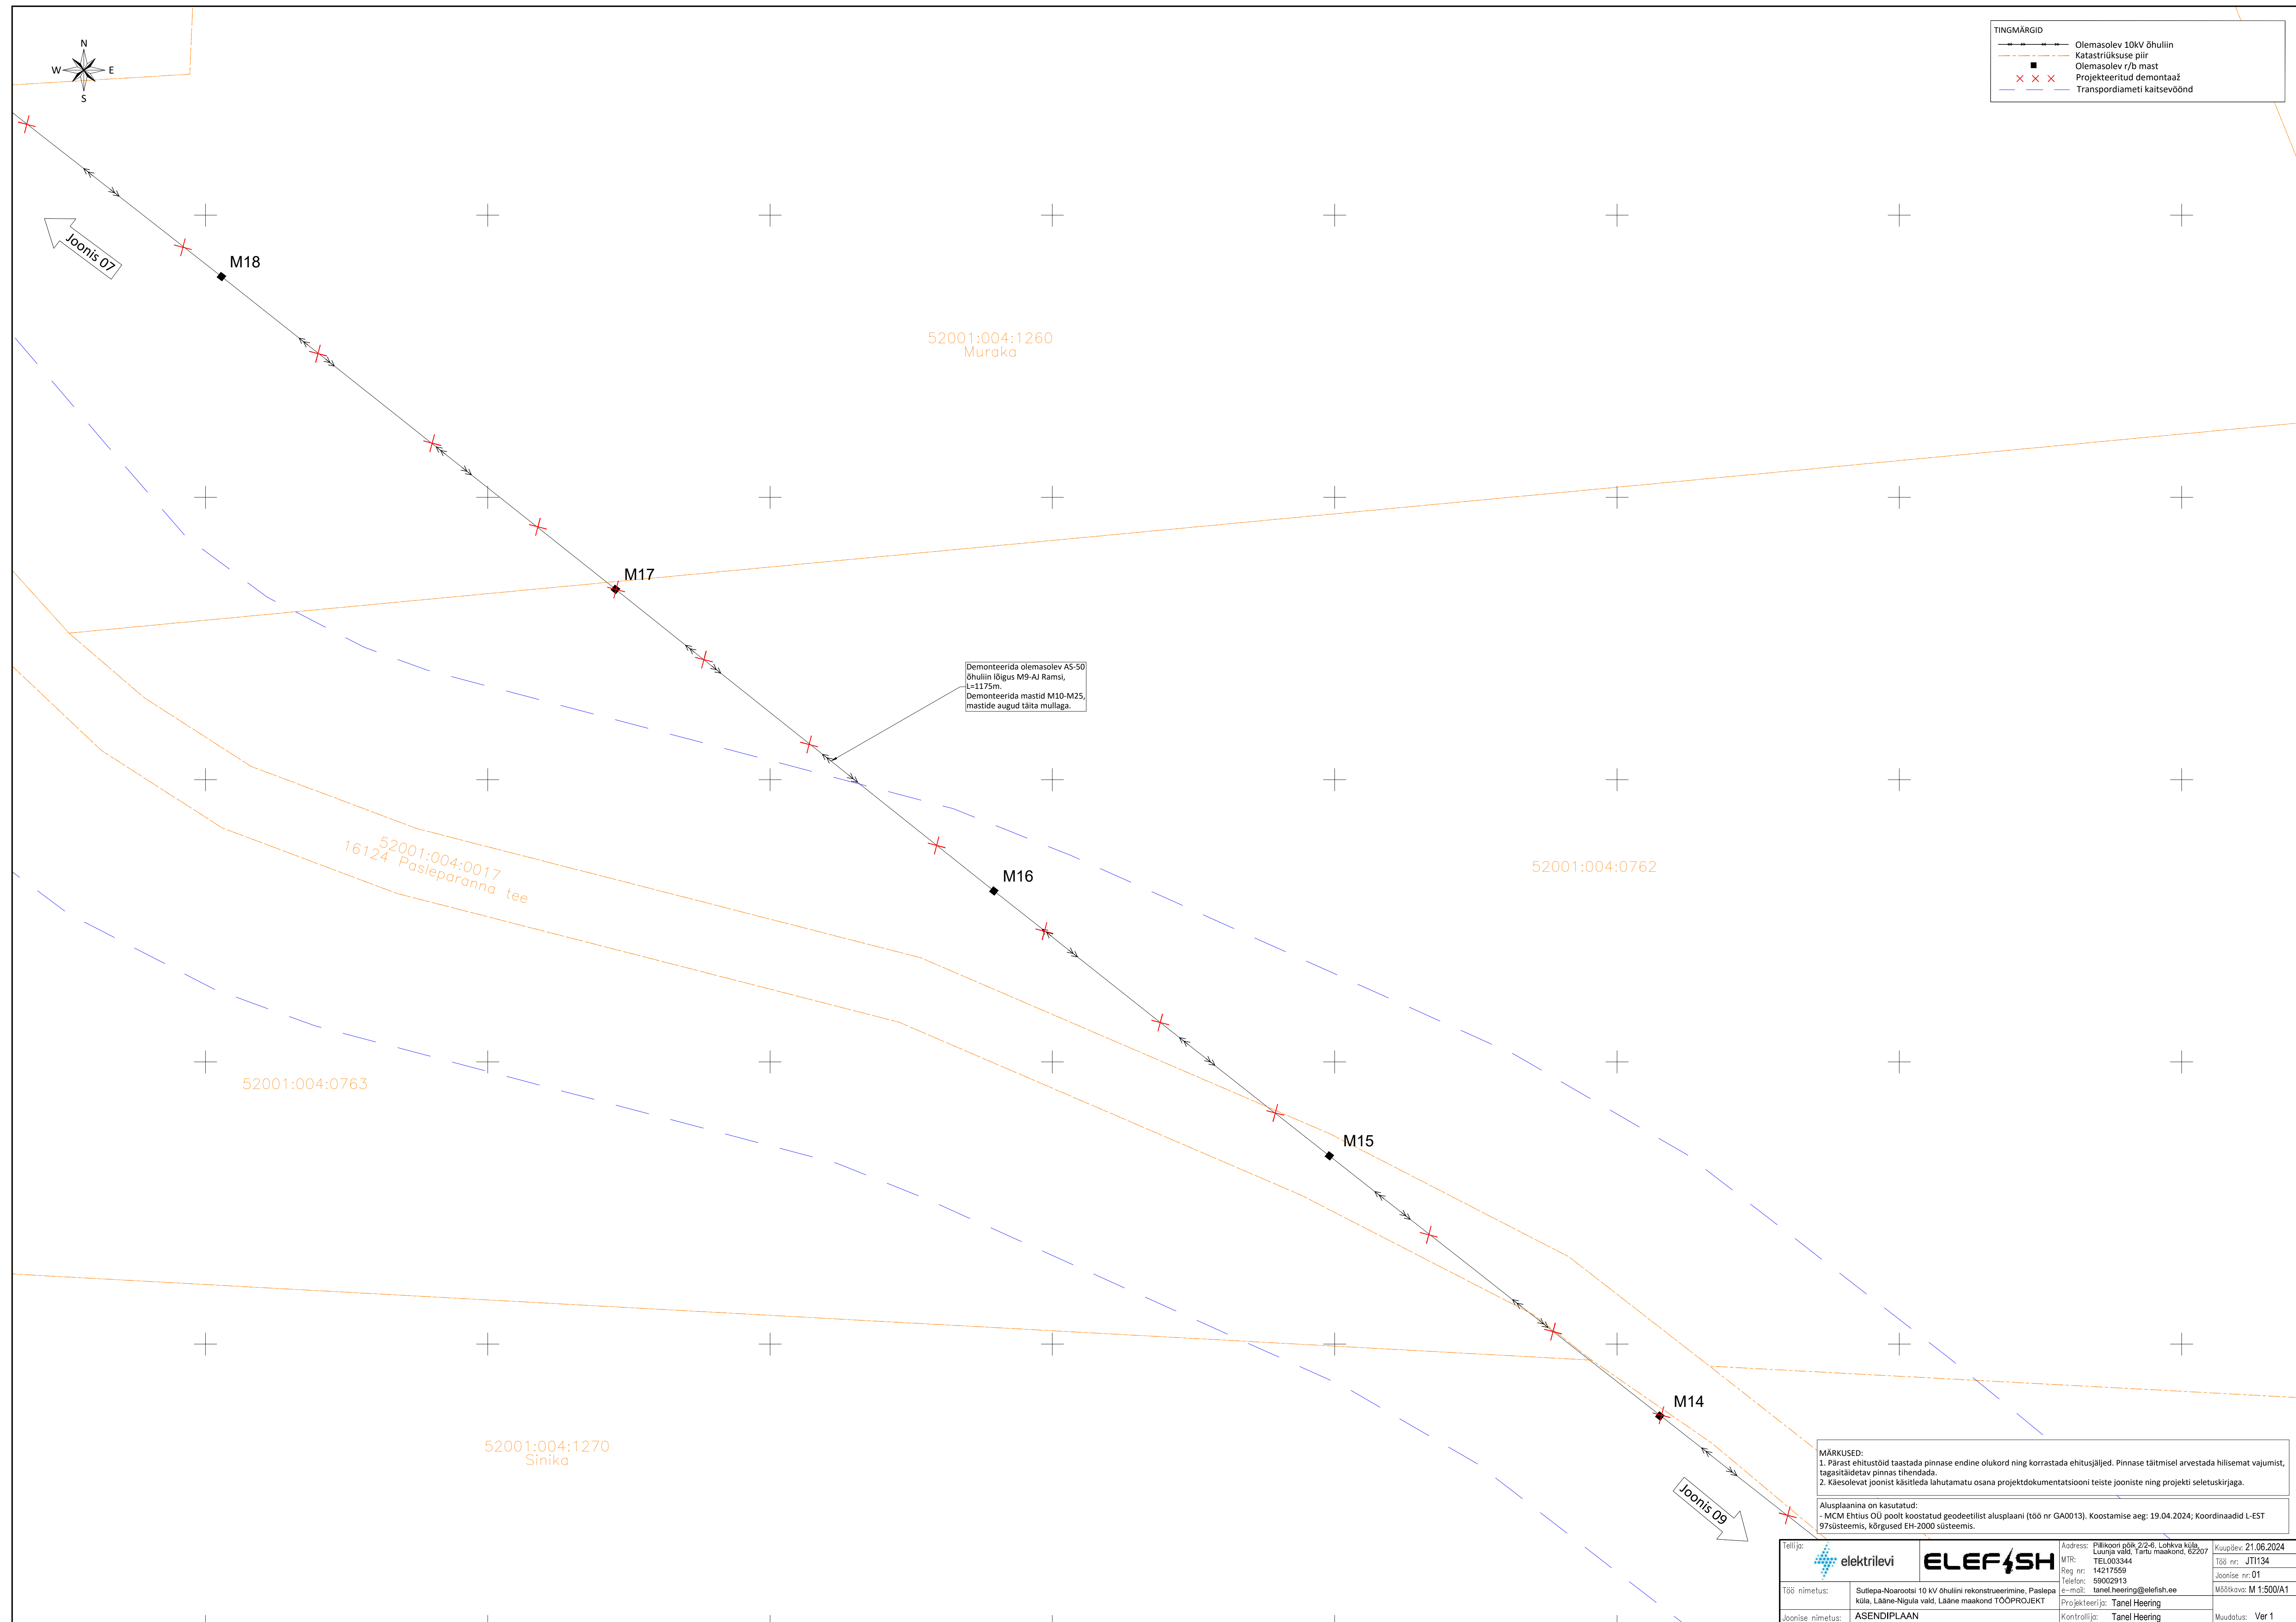 N
W E
S
TINGMÄRGID
Olemasolev 10kV õhuliin
Katastriüksuse piir
Olemasolev r/b mast
Projekteeritud demontaaž
Transpordiameti kaitsevöönd
Joonis 07
M18
52001:004:1260
Muraka
M17
Demonteerida olemasolev AS-50
õhuliin lõigus M9-AJ Ramsi,
L=1175m.
Demonteerida mastid M10-M25,
mastide augud täita mullaga.
52001:004:0017
16124 Pasleparanna tee
M16
52001:004:0762
52001:004:0763
M15
M14
52001:004:1270
Sinika
Joonis 09
MÄRKUSED:
1. Pärast ehitustöid taastada pinnase endine olukord ning korrastada ehitusjäljed. Pinnase täitmisel arvestada hilisemat vajumist,
tagasitäidetav pinnas tihendada.
2. Käesolevat joonist käsitleda lahutamatu osana projektdokumentatsiooni teiste jooniste ning projekti seletuskirjaga.
Alusplaanina on kasutatud:
- MCM Ehtius OÜ poolt koostatud geodeetilist alusplaani (töö nr GA0013). Koostamise aeg: 19.04.2024; Koordinaadid L-EST
97süsteemis, kõrgused EH-2000 süsteemis.
Tellija:
elektrilevi
ELEFISH
Aadress: Pillikoori põik 2/2-6, Lohkva küla,
Luunja vald, Tartu maakond, 62207
MTR: TEL003344
Reg nr: 14217559
Telefon: 59002913
e-mail: tanel.heering@elefish.ee
Kuupäev: 21.06.2024
Töö nr: JTI134
Joonise nr: 01
Mõõtkava: M 1:500/A1
Töö nimetus: Sutlepa-Noarootsi 10 kV õhuliini rekonstrueerimine, Paslepa
küla, Lääne-Nigula vald, Lääne maakond TÖÖPROJEKT
Projekteerija: Tanel Heering
Joonise nimetus: ASENDIPLAAN
Kontrollija: Tanel Heering
Muudatus: Ver 1